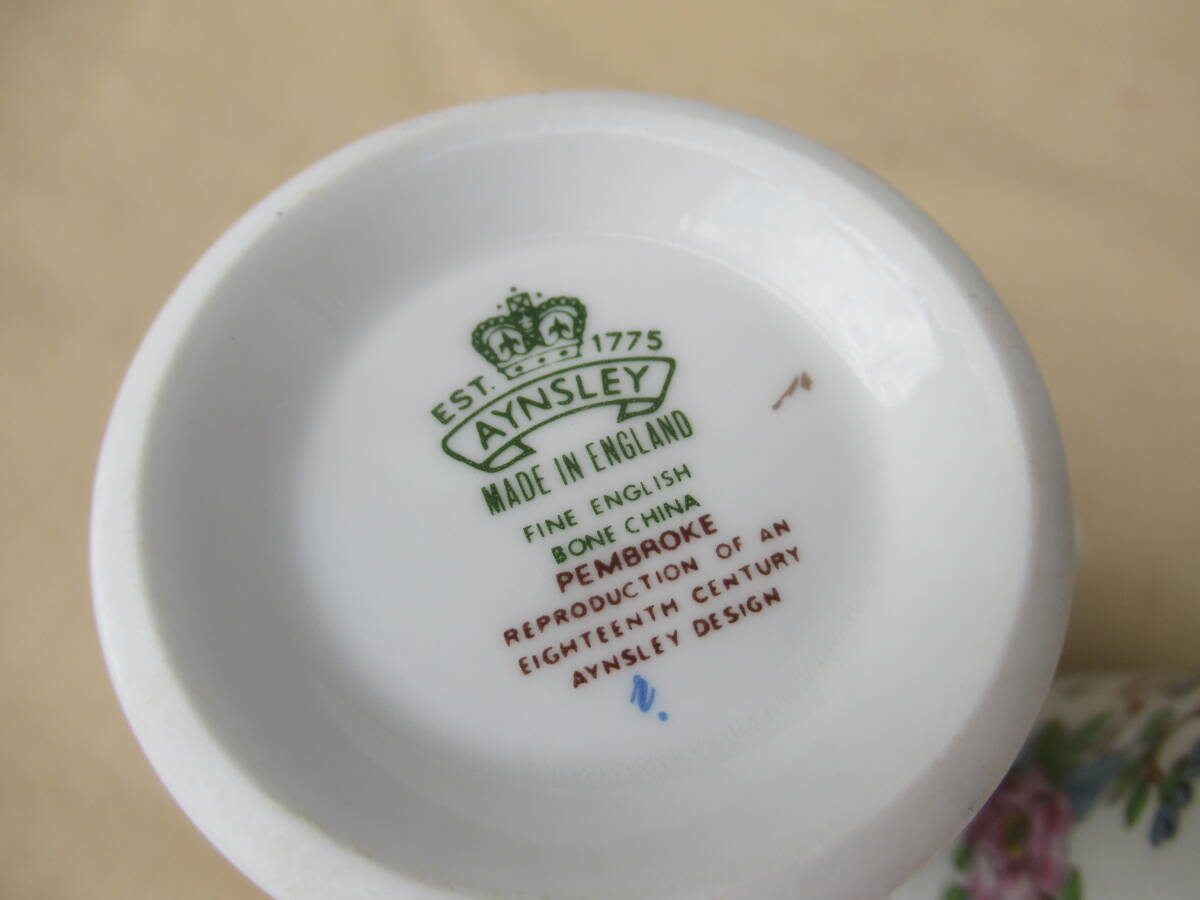 EST. 1775
AYNSLEY
MADE IN ENGLAND
FINE ENGLISH
BONE CHINA
PEMBROKE
REPRODUCTION OF AN
EIGHTEENTH CENTURY
AYNSLEY DESIGN
N.